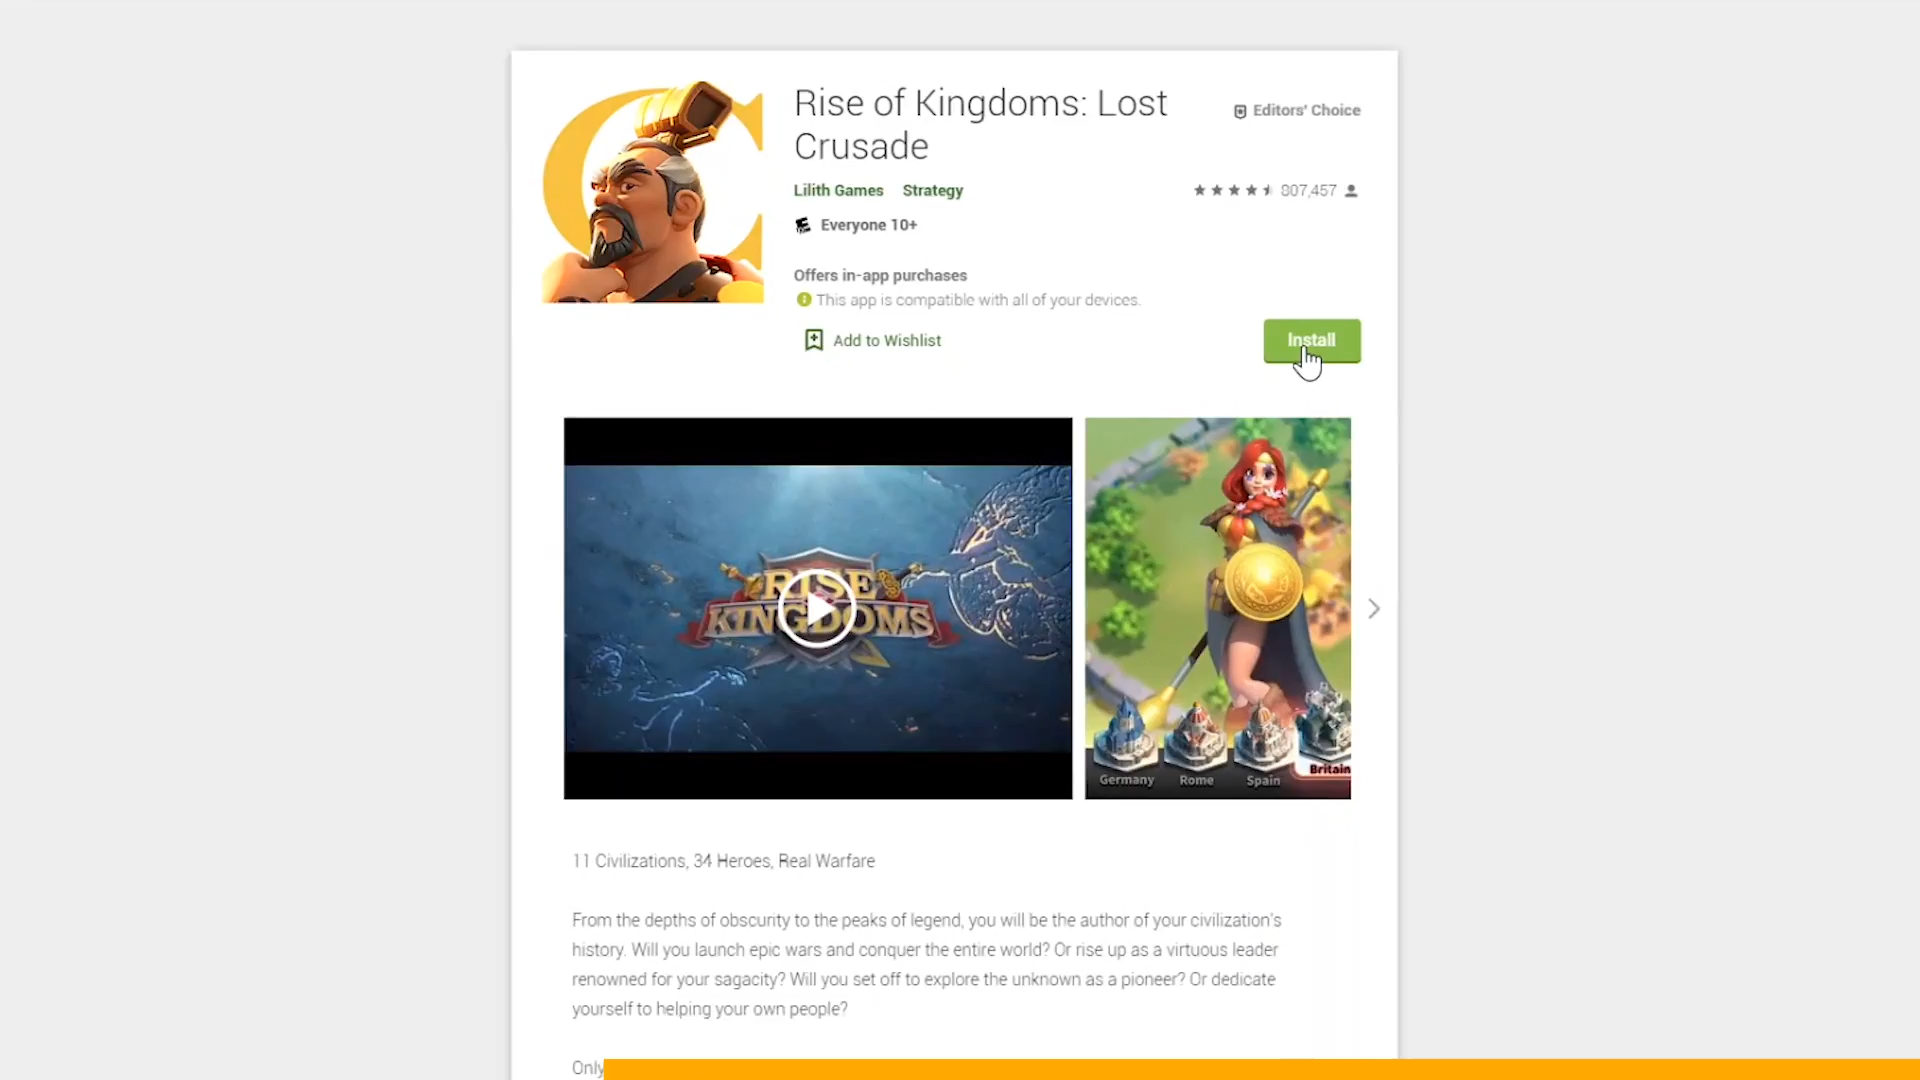 Rise of Kingdoms: Lost
Crusade
Editors' Choice
Lilith Games Strategy
807,457
Everyone 10+
Offers in-app purchases
This app is compatible with all of your devices.
Add to Wishlist
Install
RISE
KINGDOMS
Germany Rome Spain Britain
11 Civilizations, 34 Heroes, Real Warfare
From the depths of obscurity to the peaks of legend, you will be the author of your civilization's
history. Will you launch epic wars and conquer the entire world? Or rise up as a virtuous leader
renowned for your sagacity? Will you set off to explore the unknown as a pioneer? Or dedicate
yourself to helping your own people?
Only